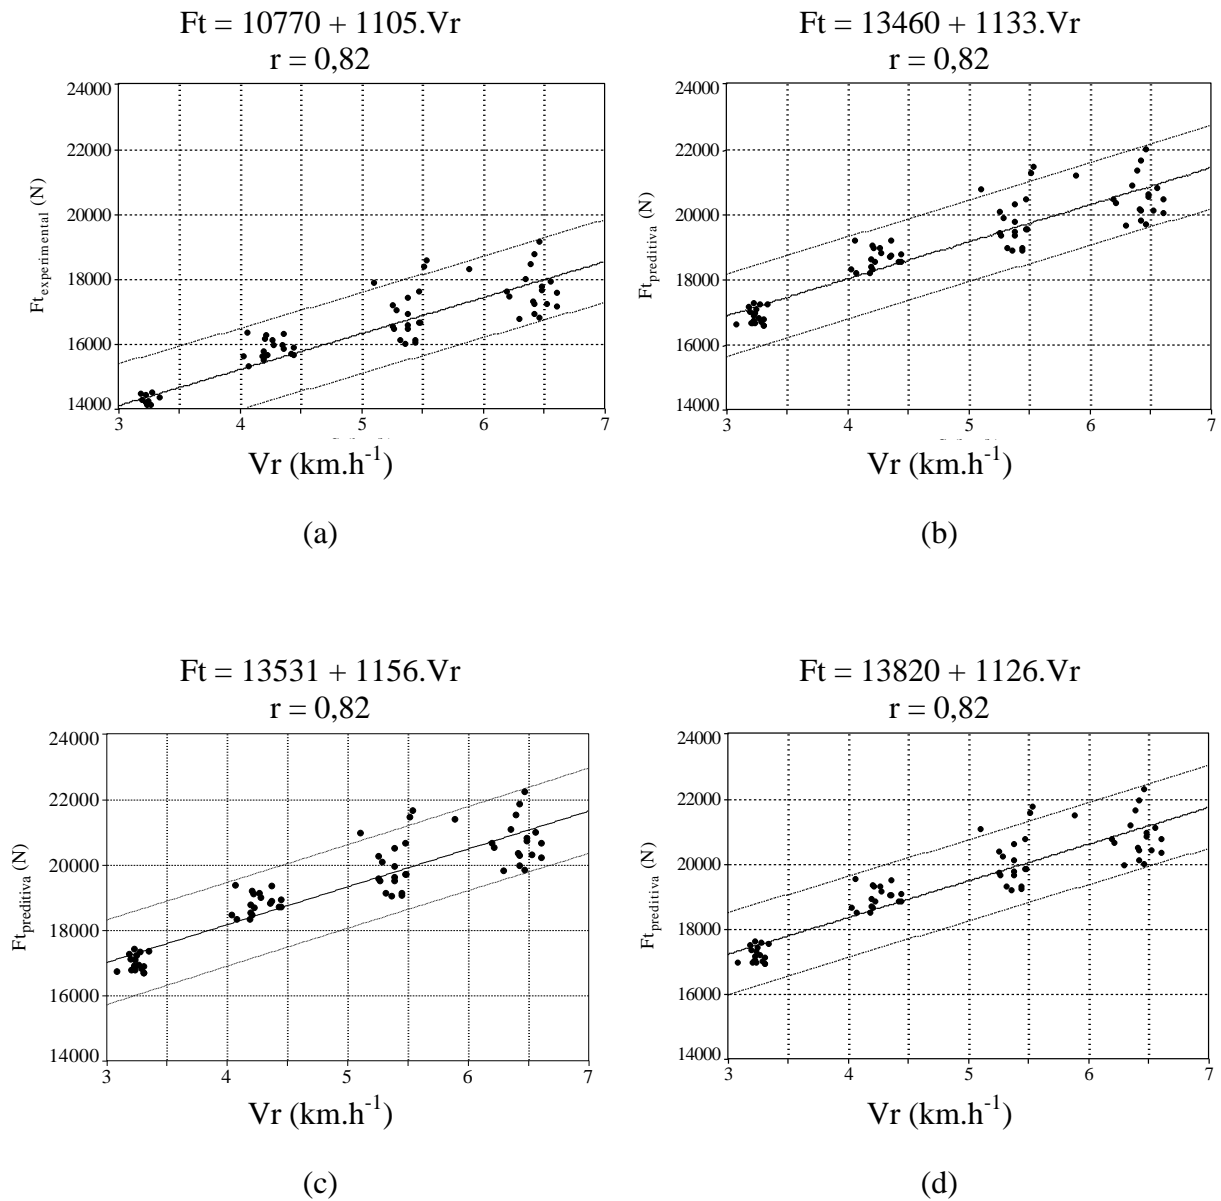 Ft = 10770 + 1105.Vr
r = 0,82
24000
22000
20000
18000
16000
14000
Ft experimental (N)
3 4 5 6 7
Vr (km.h-1)
(a)
Ft = 13460 + 1133.Vr
r = 0,82
24000
22000
20000
18000
16000
14000
Ft preditiva (N)
3 4 5 6 7
Vr (km.h-1)
(b)
Ft = 13531 + 1156.Vr
r = 0,82
24000
22000
20000
18000
16000
14000
Ft preditiva (N)
3 4 5 6 7
Vr (km.h-1)
(c)
Ft = 13820 + 1126.Vr
r = 0,82
24000
22000
20000
18000
16000
14000
Ft preditiva (N)
3 4 5 6 7
Vr (km.h-1)
(d)